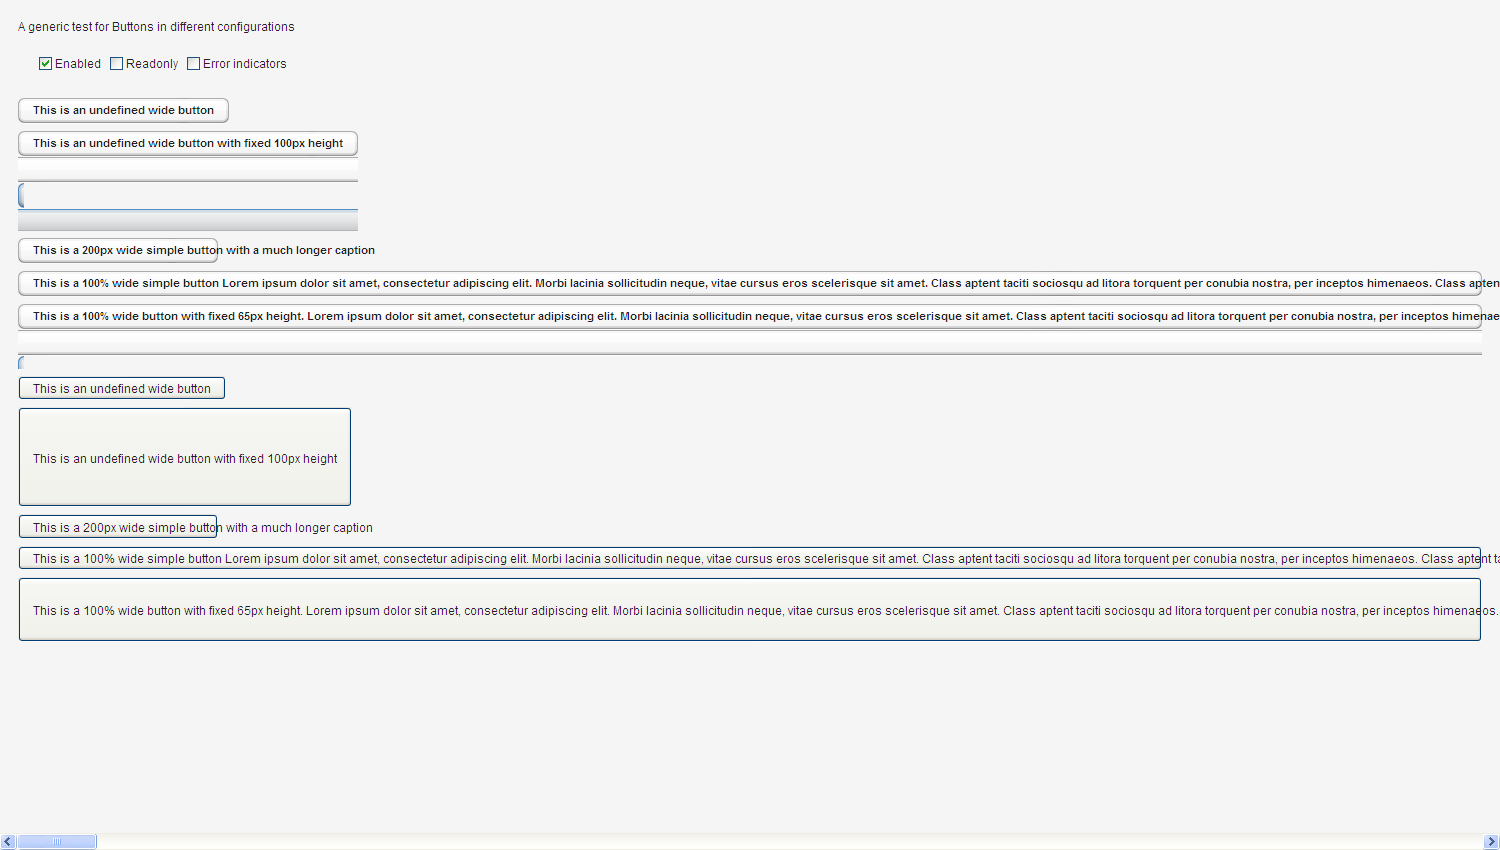 A generic test for Buttons in different configurations
Enabled Readonly Error indicators
This is an undefined wide button
This is an undefined wide button with fixed 100px height
This is a 200px wide simple button with a much longer caption
This is a 100% wide simple button Lorem ipsum dolor sit amet, consectetur adipiscing elit. Morbi lacinia sollicitudin neque, vitae cursus eros scelerisque sit amet. Class aptent taciti sociosqu ad litora torquent per conubia nostra, per inceptos himenaeos. Class apten
This is a 100% wide button with fixed 65px height. Lorem ipsum dolor sit amet, consectetur adipiscing elit. Morbi lacinia sollicitudin neque, vitae cursus eros scelerisque sit amet. Class aptent taciti sociosqu ad litora torquent per conubia nostra, per inceptos himenae
This is an undefined wide button
This is an undefined wide button with fixed 100px height
This is a 200px wide simple button with a much longer caption
This is a 100% wide simple button Lorem ipsum dolor sit amet, consectetur adipiscing elit. Morbi lacinia sollicitudin neque, vitae cursus eros scelerisque sit amet. Class aptent taciti sociosqu ad litora torquent per conubia nostra, per inceptos himenaeos. Class aptent ta
This is a 100% wide button with fixed 65px height. Lorem ipsum dolor sit amet, consectetur adipiscing elit. Morbi lacinia sollicitudin neque, vitae cursus eros scelerisque sit amet. Class aptent taciti sociosqu ad litora torquent per conubia nostra, per inceptos himenaeos.